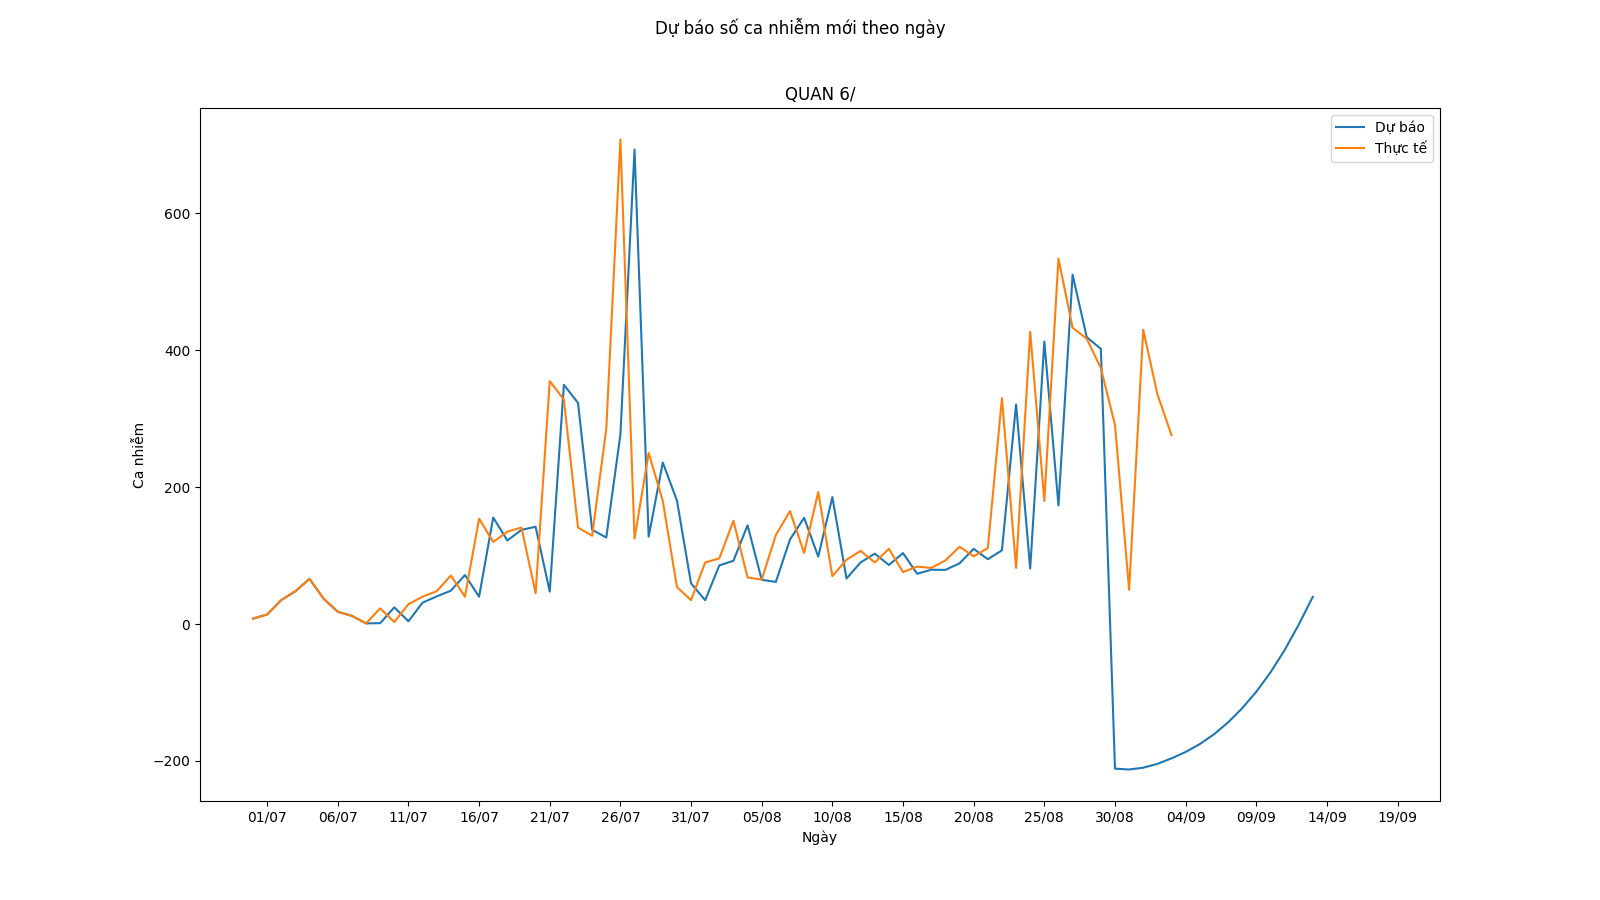 Dự báo số ca nhiễm mới theo ngày
QUAN 6/
Dự báo
Thực tế
600
400
200
0
−200
Ca nhiễm
01/07 06/07 11/07 16/07 21/07 26/07 31/07 05/08 10/08 15/08 20/08 25/08 30/08 04/09 09/09 14/09 19/09
Ngày